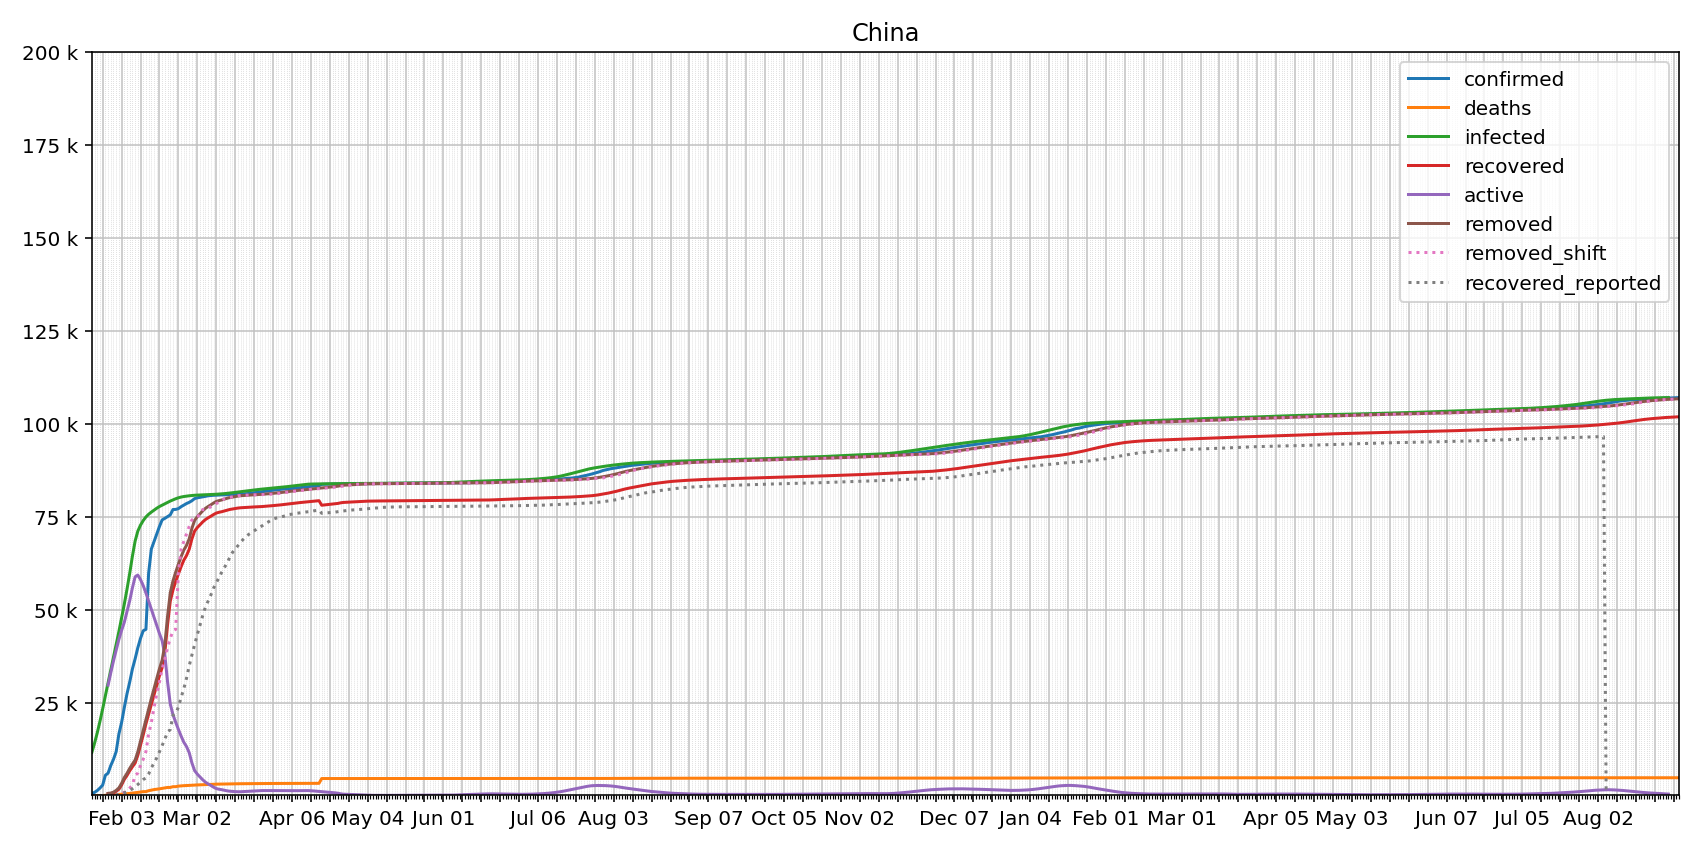 China
200 k
175 k
150 k
125 k
100 k
75 k
50 k
25 k
confirmed
deaths
infected
recovered
active
removed
removed_shift
recovered_reported
Feb 03 Mar 02 Apr 06 May 04 Jun 01 Jul 06 Aug 03 Sep 07 Oct 05 Nov 02 Dec 07 Jan 04 Feb 01 Mar 01 Apr 05 May 03 Jun 07 Jul 05 Aug 02